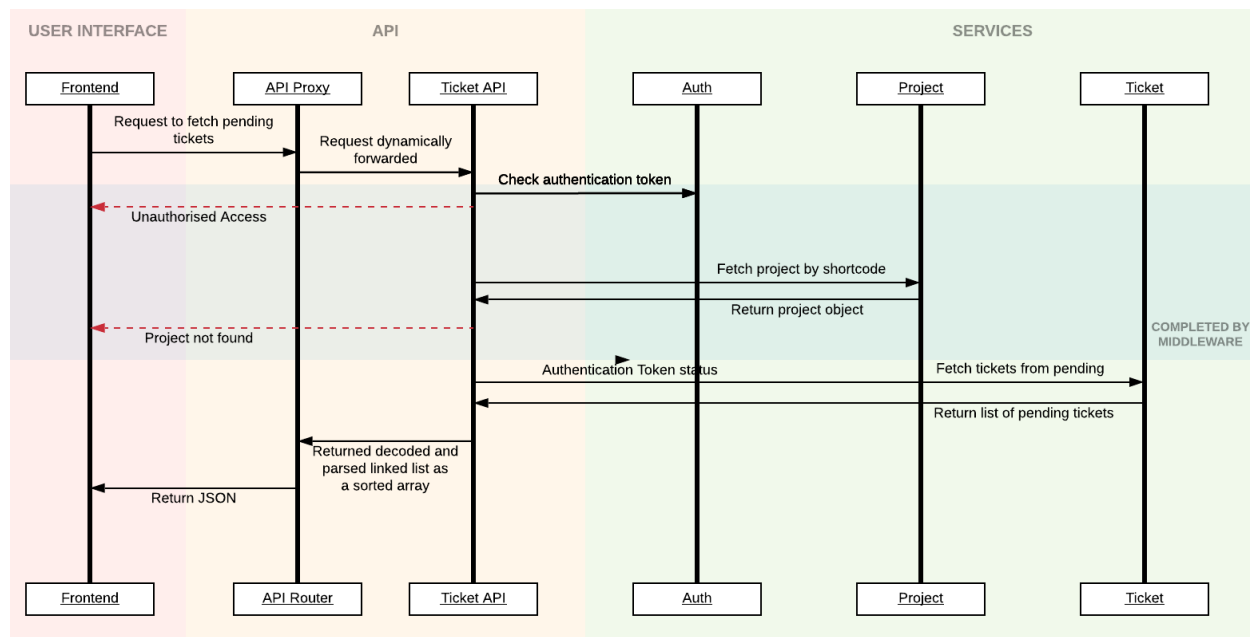 USER INTERFACE
API
SERVICES
Frontend
API Proxy
Ticket API
Auth
Project
Ticket
Request to fetch pending
tickets
Request dynamically
forwarded
Check authentication token
Unauthorised Access
Fetch project by shortcode
Return project object
Project not found
COMPLETED BY
MIDDLEWARE
Authentication Token status
Fetch tickets from pending
Return list of pending tickets
Returned decoded and
parsed linked list as
a sorted array
Return JSON
Frontend
API Router
Ticket API
Auth
Project
Ticket